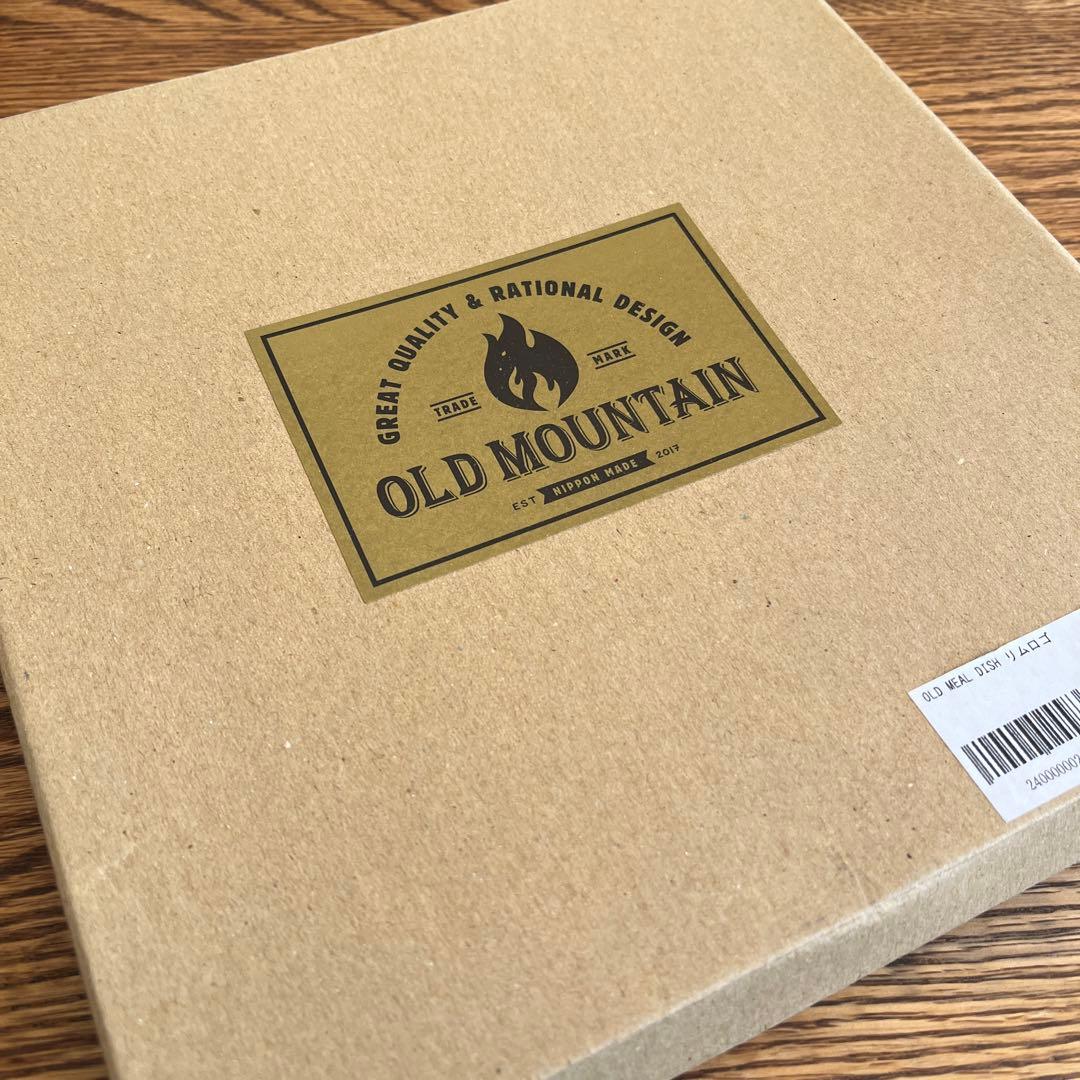 GREAT QUALITY & RATIONAL DESIGN
TRADE MARK
OLD MOUNTAIN
EST NIPPON MADE 2017
OLD MEAL DISH リムロゴ
24000000